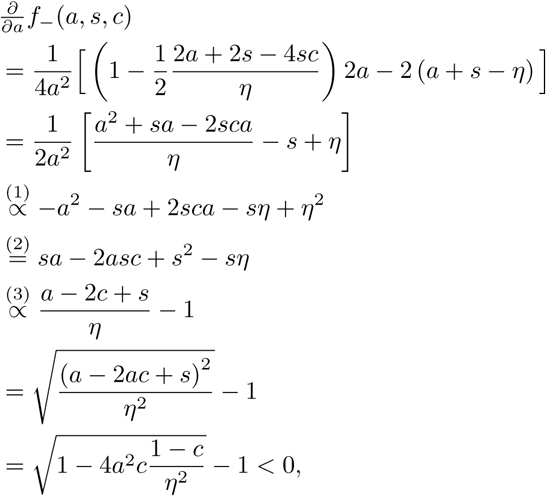 ∂/∂a f₋(a, s, c)
= 1/(4a²) [ (1 − 1/2 (2a + 2s − 4sc)/η) 2a − 2 (a + s − η) ]
= 1/(2a²) [ (a² + sa − 2sca)/η − s + η ]
(1)∝ −a² − sa + 2sca − sη + η²
(2)= sa − 2asc + s² − sη
(3)∝ (a − 2c + s)/η − 1
= √((a − 2ac + s)²/η²) − 1
= √(1 − 4a²c (1 − c)/η²) − 1 < 0,